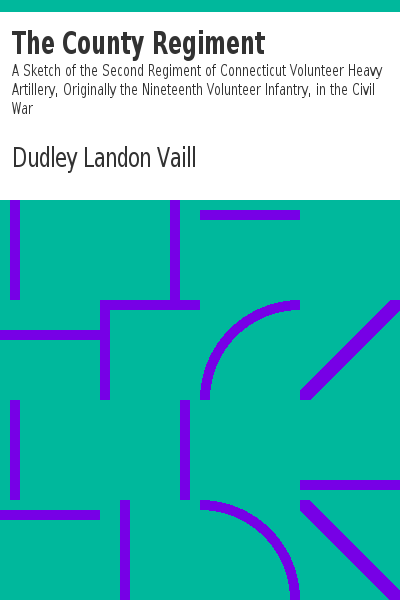 The County Regiment
A Sketch of the Second Regiment of Connecticut Volunteer Heavy
Artillery, Originally the Nineteenth Volunteer Infantry, in the Civil
War
Dudley Landon Vaill